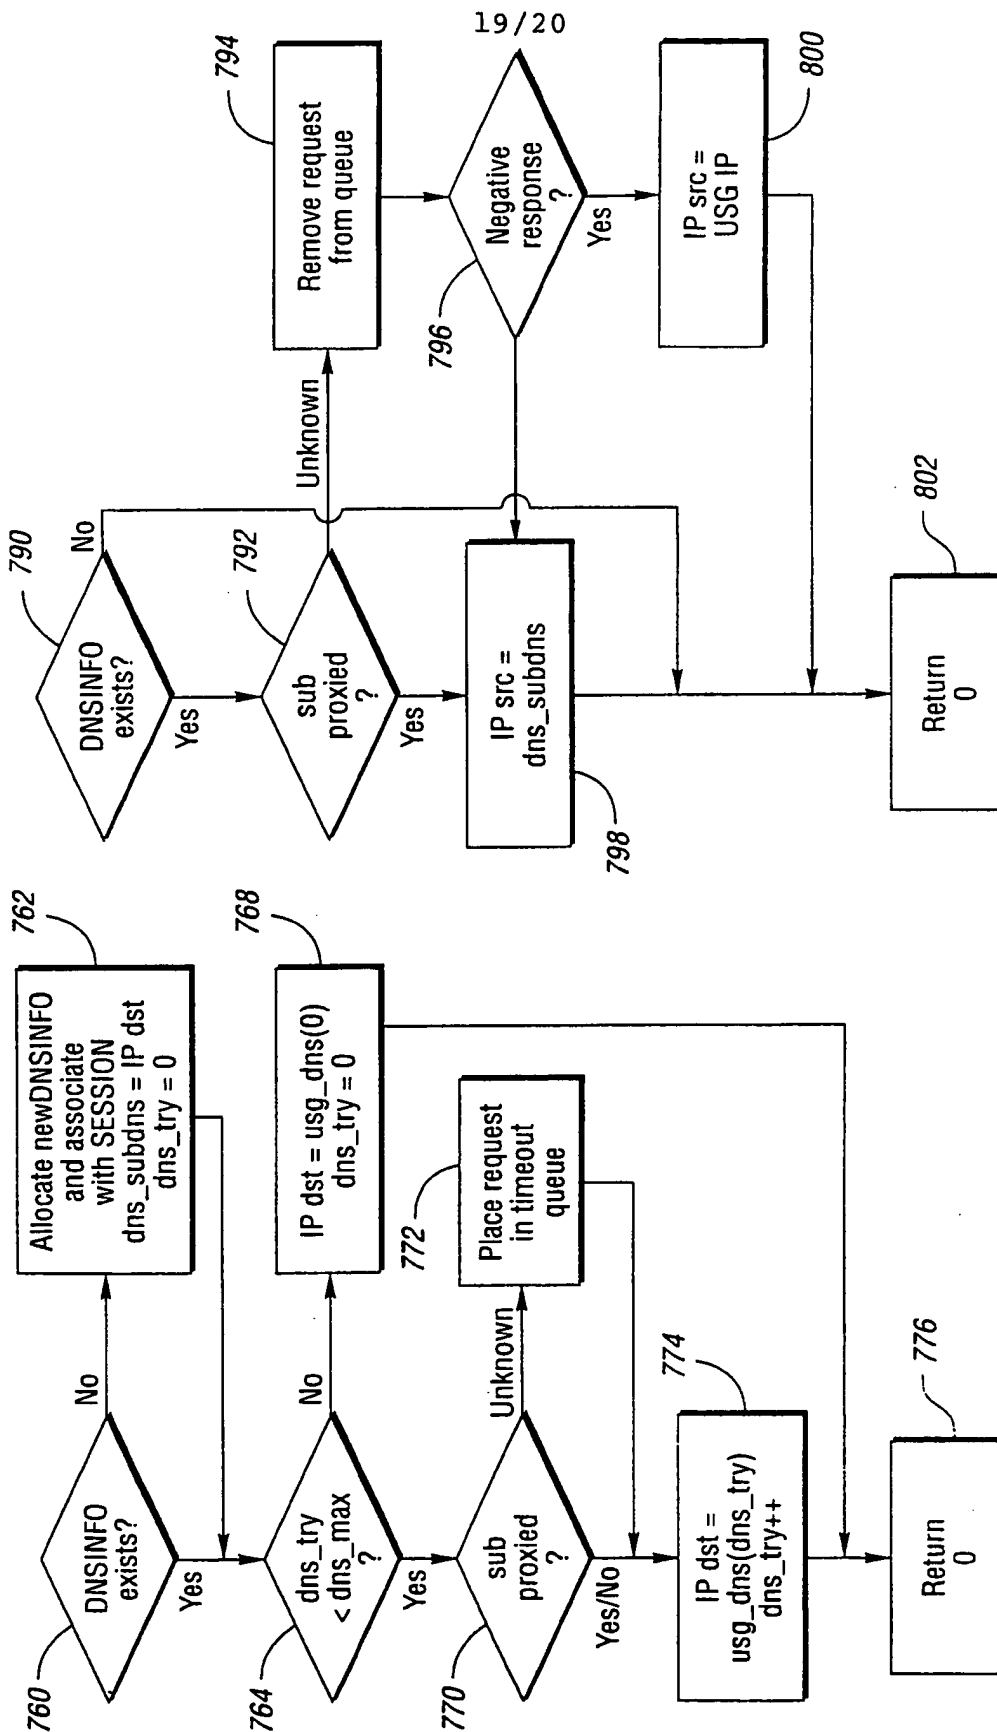 19/20
760
DNSINFO
exists?
No
Yes
762
Allocate newDNSINFO
and associate
with SESSION
dns_subdns = IP dst
dns_try = 0
764
dns_try
< dns_max
?
No
Yes
768
IP dst = usg_dns(0)
dns_try = 0
770
sub
proxied
?
Unknown
Yes/No
772
Place request
in timeout
queue
774
IP dst =
usg_dns(dns_try)
dns_try++
776
Return
0
790
DNSINFO
exists?
No
Yes
792
sub
proxied
?
Unknown
Yes
794
Remove request
from queue
796
Negative
response
?
Yes
798
IP src =
dns_subdns
800
IP src =
USG IP
802
Return
0